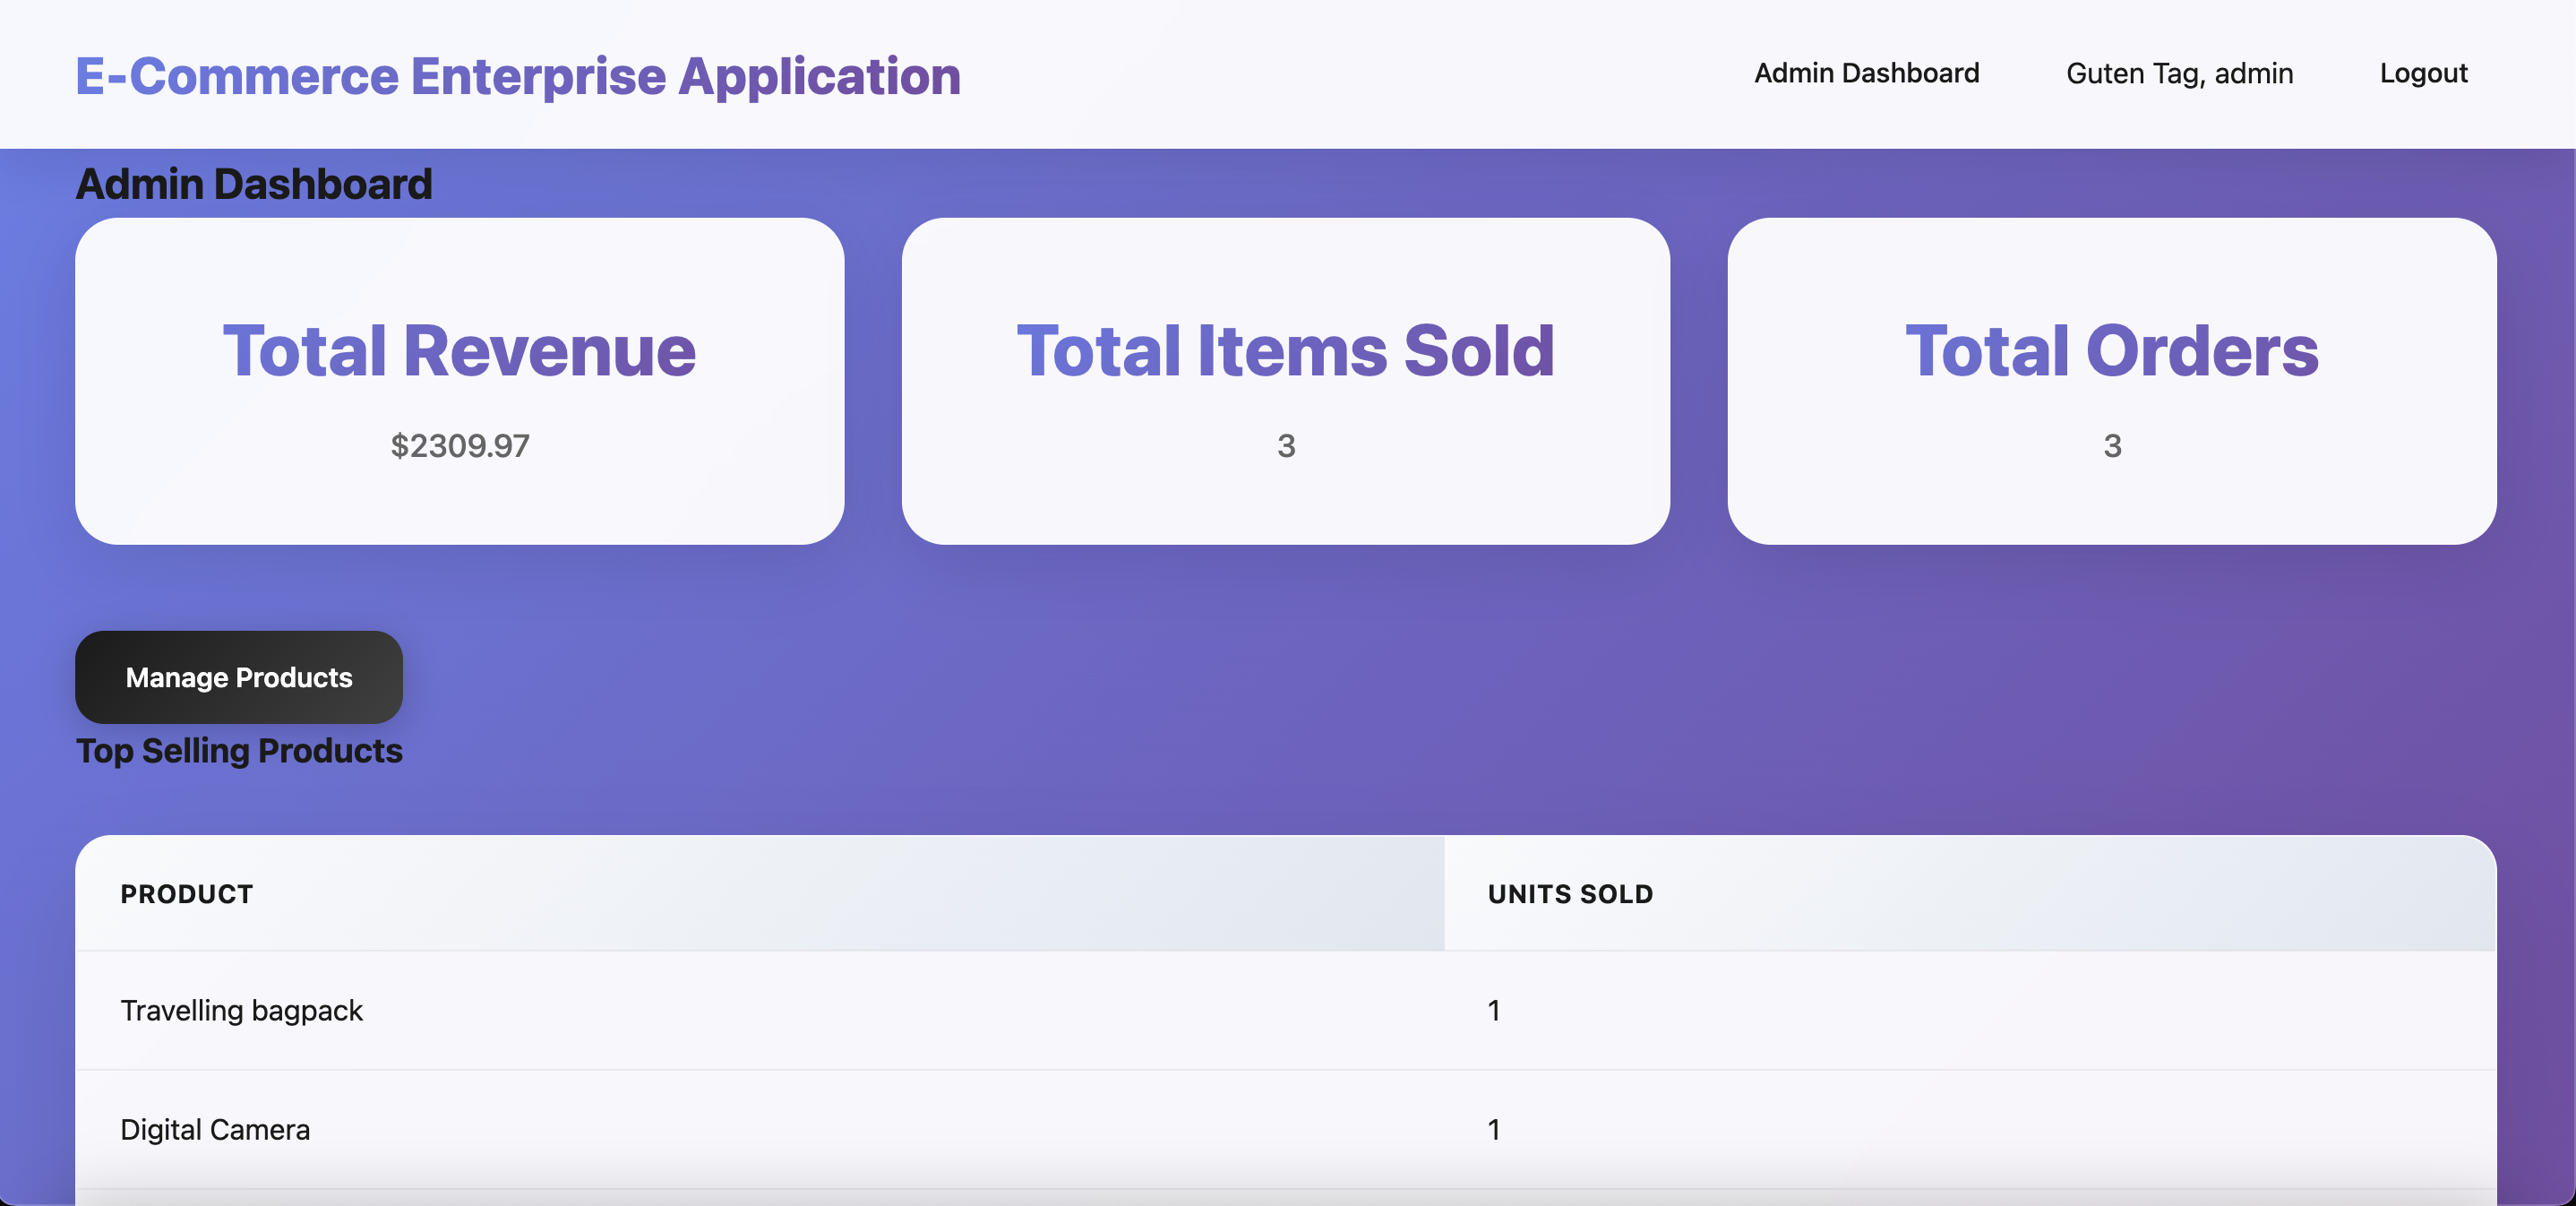 E-Commerce Enterprise Application
Admin Dashboard
Guten Tag, admin
Logout
Admin Dashboard
Total Revenue
$2309.97
Total Items Sold
3
Total Orders
3
Manage Products
Top Selling Products
PRODUCT
UNITS SOLD
Travelling bagpack
1
Digital Camera
1